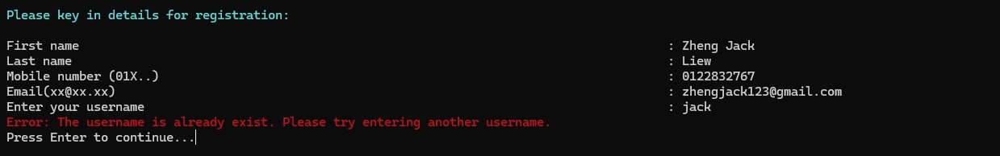 Please key in details for registration:
First name : Zheng Jack
Last name : Liew
Mobile number (01X..) : 0122832767
Email(xx@xx.xx) : zhengjack123@gmail.com
Enter your username : jack
Error: The username is already exist. Please try entering another username.
Press Enter to continue...